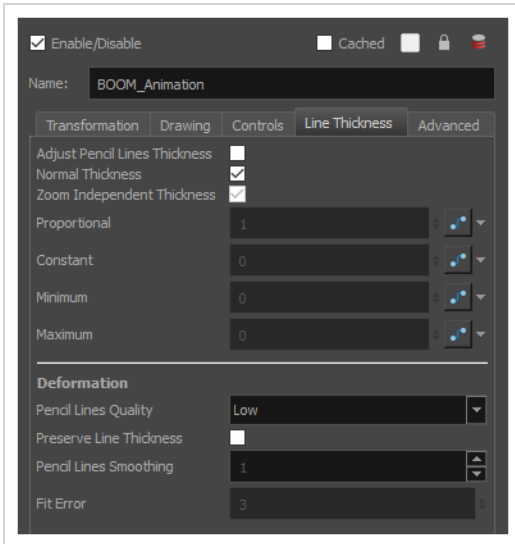 Enable/Disable Cached
Name: BOOM_Animation
Transformation Drawing Controls Line Thickness Advanced
Adjust Pencil Lines Thickness
Normal Thickness
Zoom Independent Thickness
Proportional 1
Constant 0
Minimum 0
Maximum 0
Deformation
Pencil Lines Quality Low
Preserve Line Thickness
Pencil Lines Smoothing 1
Fit Error 3